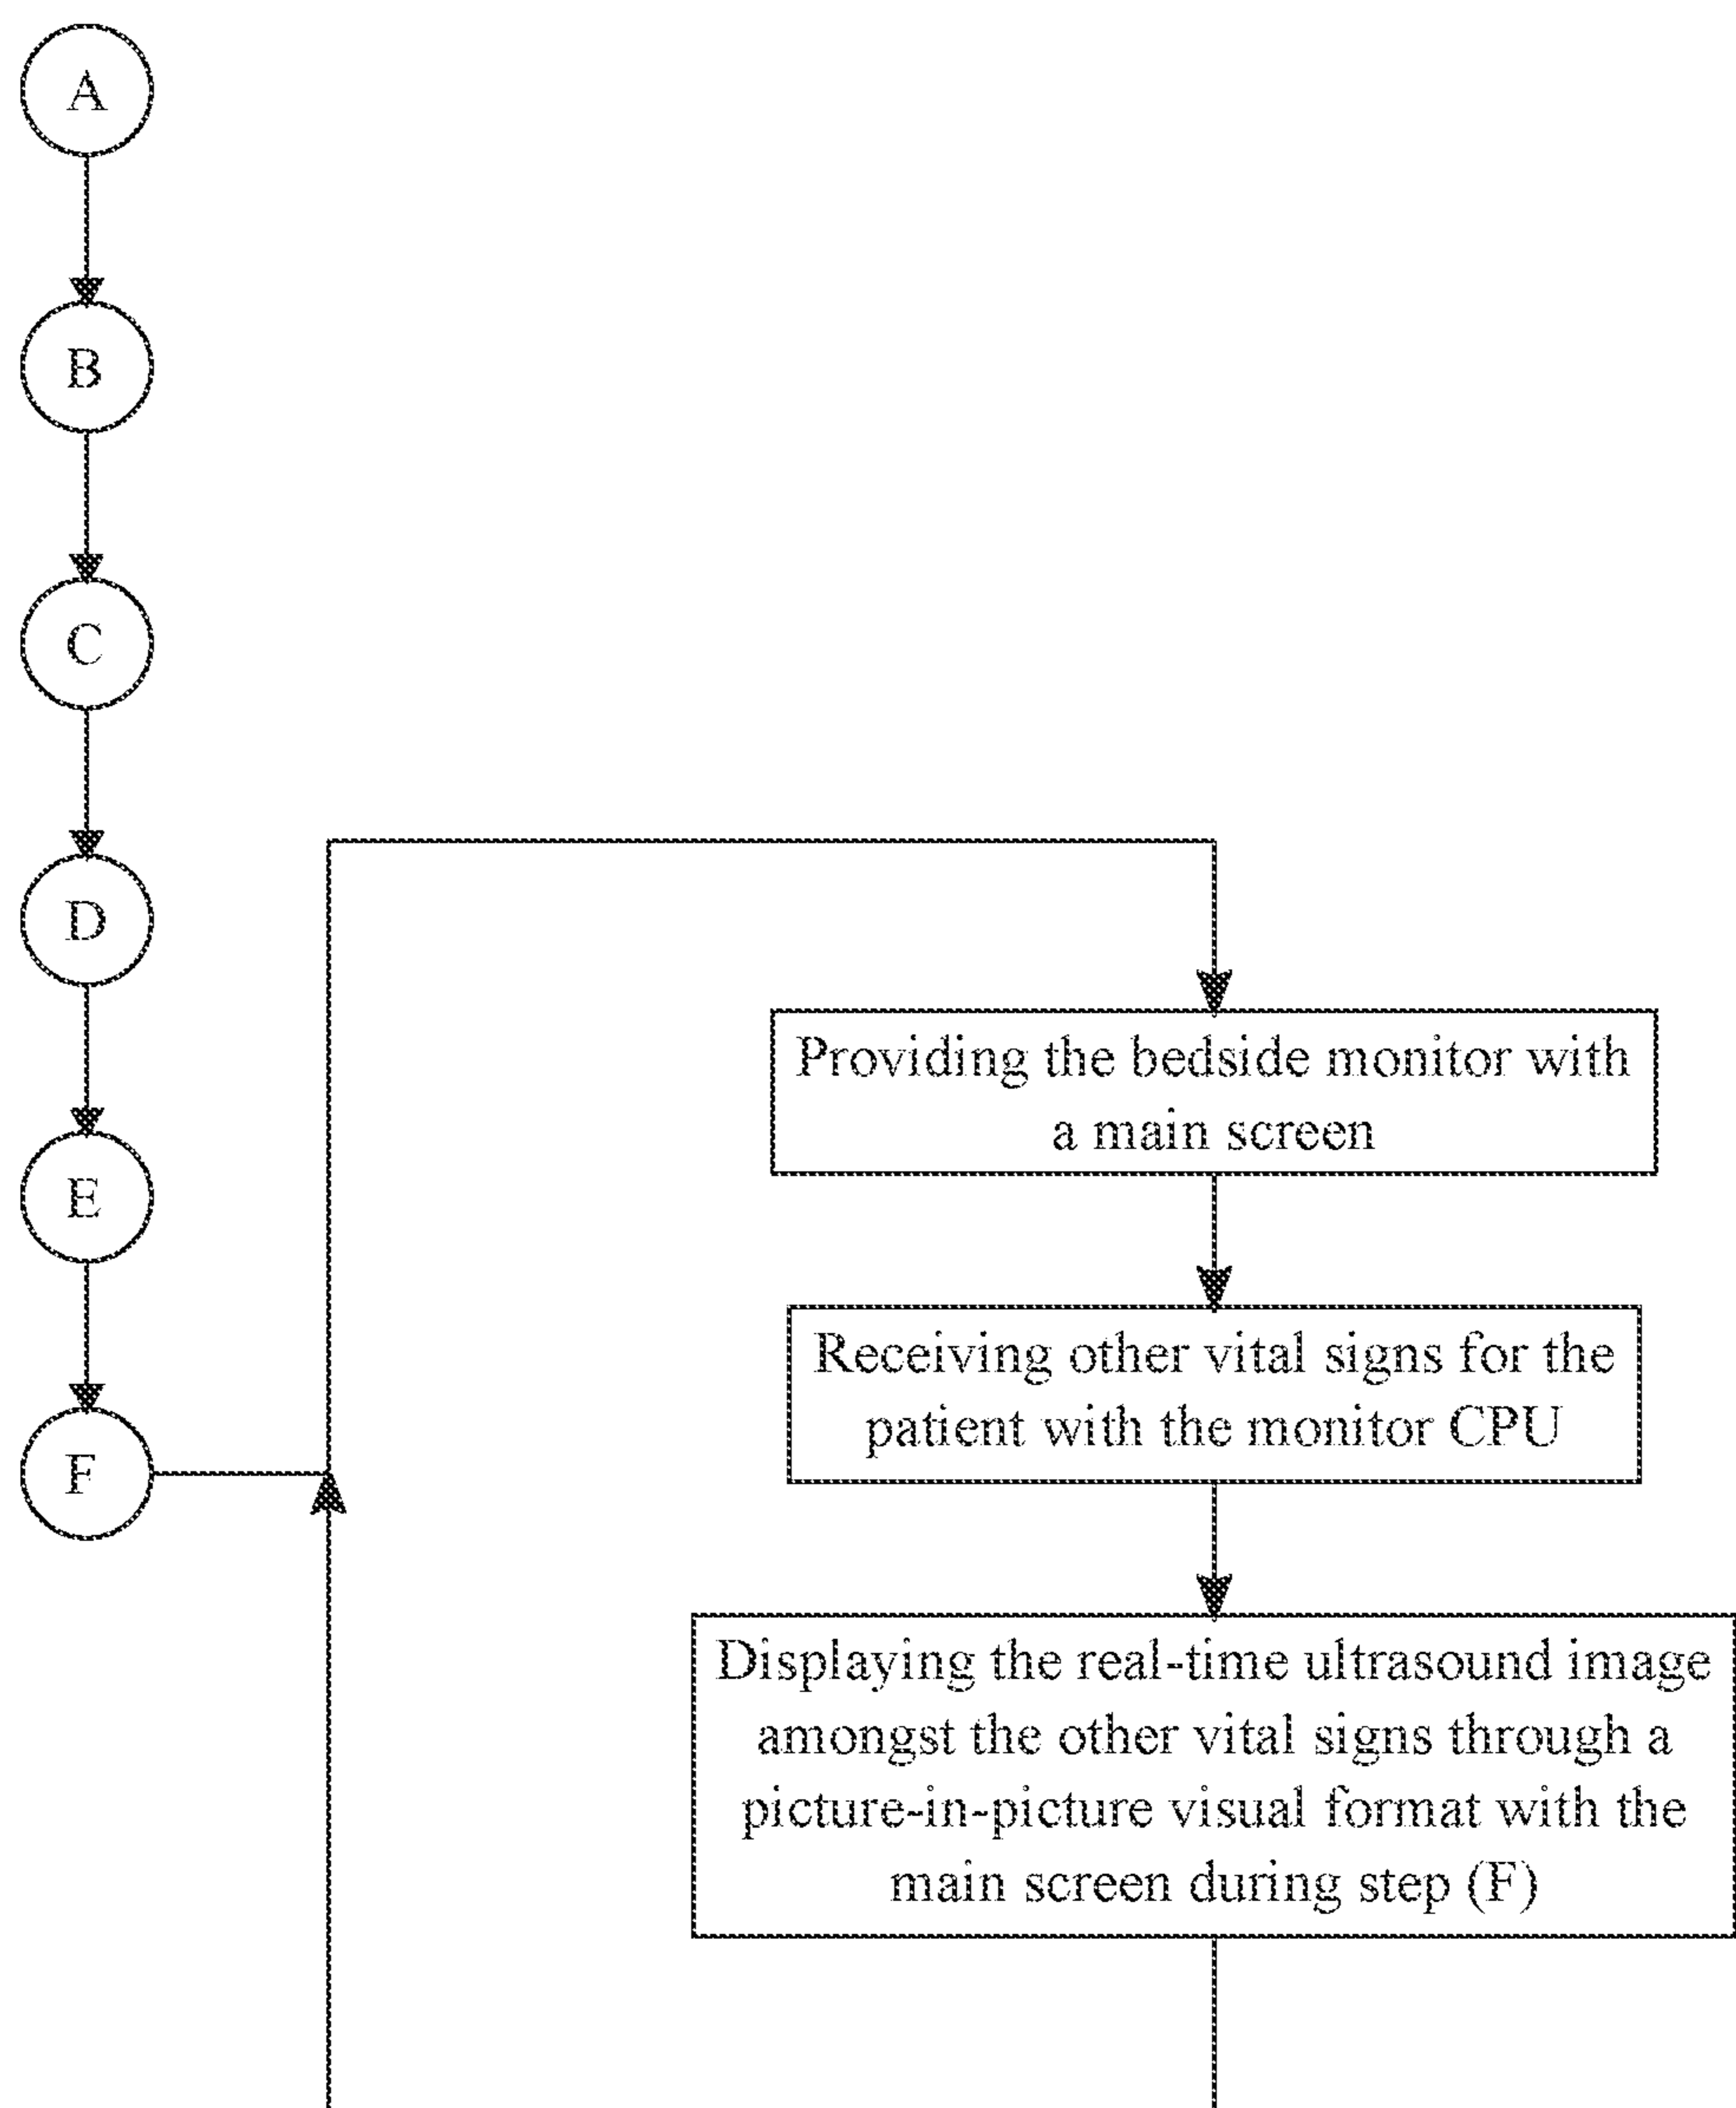 A
B
C
D
E
F
Providing the bedside monitor with
a main screen
Receiving other vital signs for the
patient with the monitor CPU
Displaying the real-time ultrasound image
amongst the other vital signs through a
picture-in-picture visual format with the
main screen during step (F)